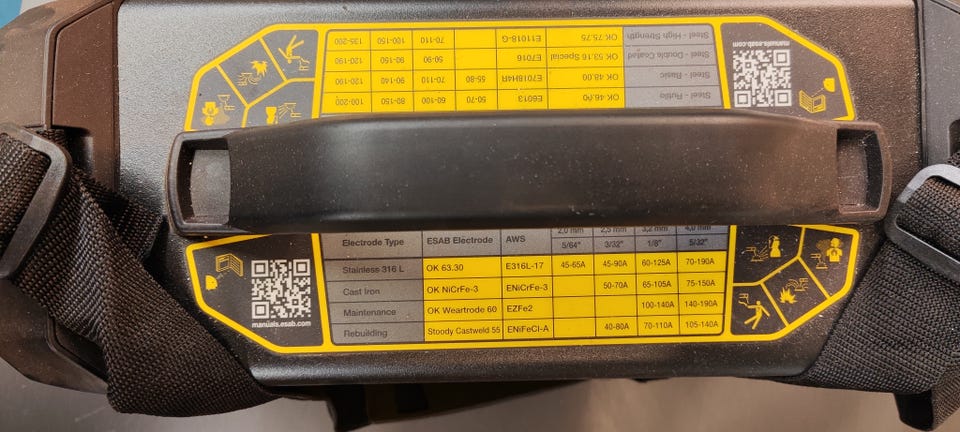 manuals.esab.com
Steel - Rutile OK 46.00 E6013 50-70 60-100 80-150 100-200
Steel - Basic OK 48.00 E7018H4R 55-80 70-110 90-140 120-190
Steel - Double Coated OK 53.16 Special E7016 50-90 80-150 120-190
Steel - High Strength OK 75.75 E11018-G 70-110 100-150 135-200
2,0 mm 2,5 mm 3,2 mm 4,0 mm
Electrode Type ESAB Electrode AWS 5/64" 3/32" 1/8" 5/32"
Stainless 316 L OK 63.30 E316L-17 45-65A 45-90A 60-125A 70-190A
Cast Iron OK NiCrFe-3 ENiCrFe-3 50-70A 65-105A 75-150A
Maintenance OK Weartrode 60 EZFe2 100-140A 140-190A
Rebuilding Stoody Castweld 55 ENiFeCl-A 40-80A 70-110A 105-140A
manuals.esab.com